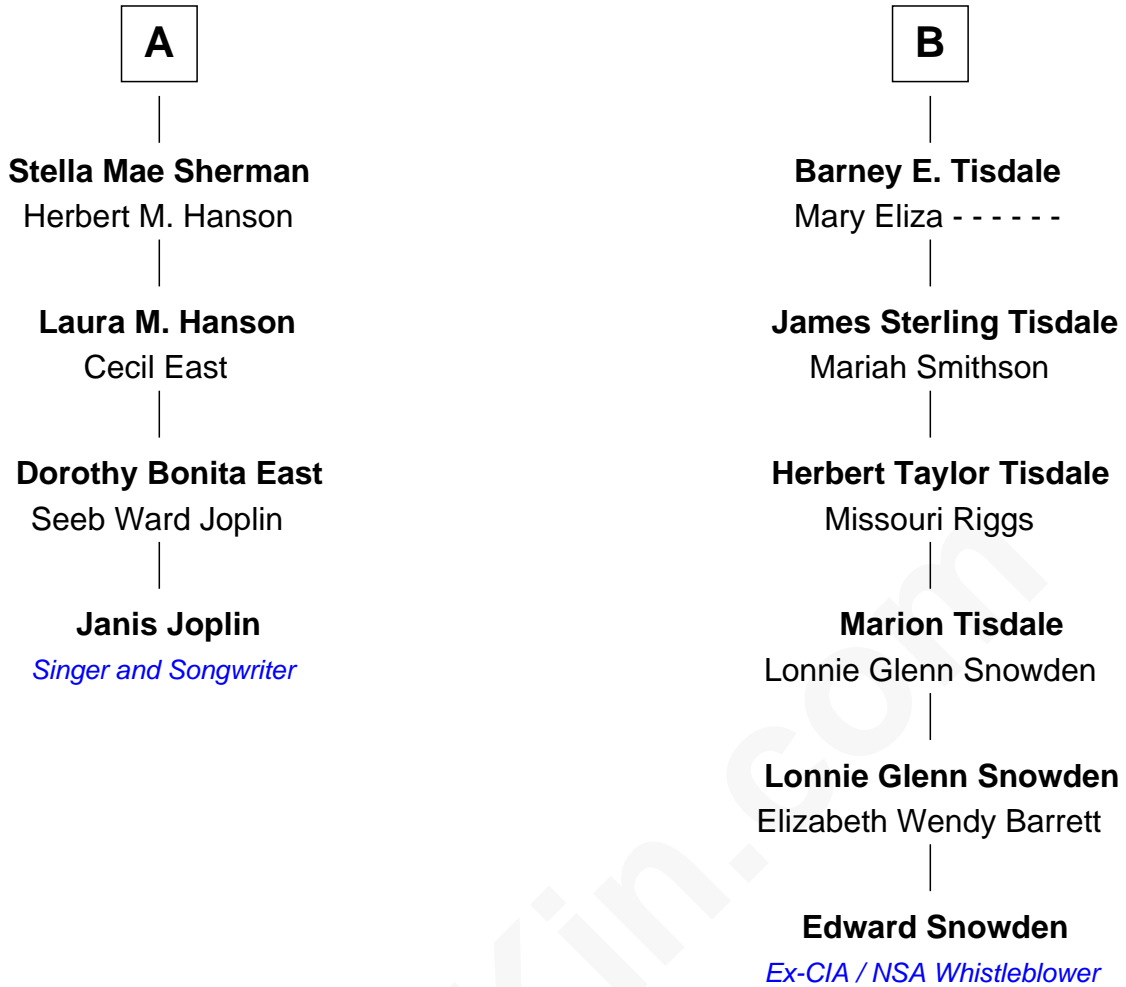 A
Stella Mae Sherman
Herbert M. Hanson
Laura M. Hanson
Cecil East
Dorothy Bonita East
Seeb Ward Joplin
Janis Joplin
Singer and Songwriter
B
Barney E. Tisdale
Mary Eliza - - - - - -
James Sterling Tisdale
Mariah Smithson
Herbert Taylor Tisdale
Missouri Riggs
Marion Tisdale
Lonnie Glenn Snowden
Lonnie Glenn Snowden
Elizabeth Wendy Barrett
Edward Snowden
Ex-CIA / NSA Whistleblower
Kin.com